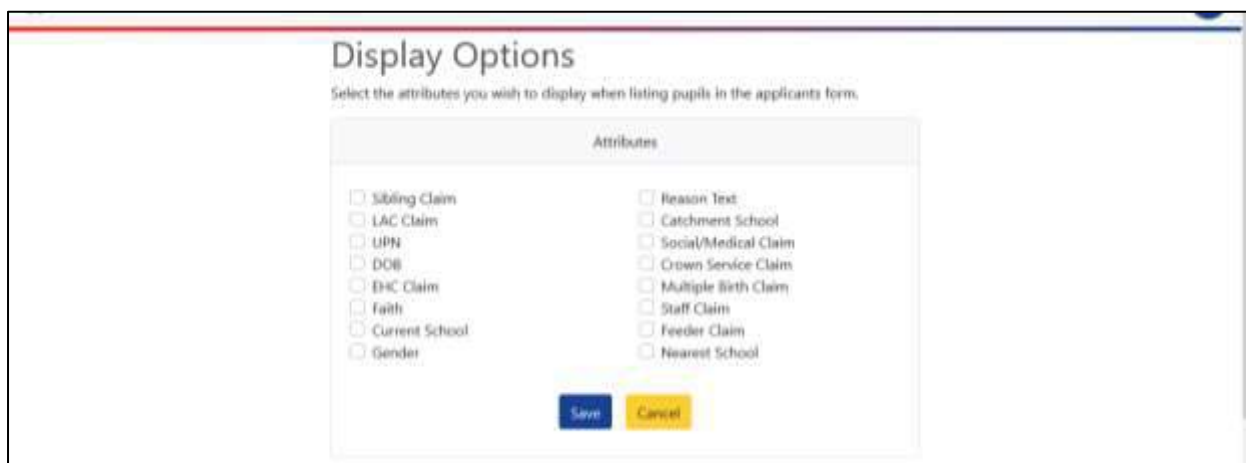 Display Options
Select the attributes you wish to display when listing pupils in the applicants form.
Attributes
Sibling Claim
LAC Claim
UPN
DOB
EHC Claim
Faith
Current School
Gender
Reason Text
Catchment School
Social/Medical Claim
Crown Service Claim
Multiple Birth Claim
Staff Claim
Feeder Claim
Nearest School
Save
Cancel